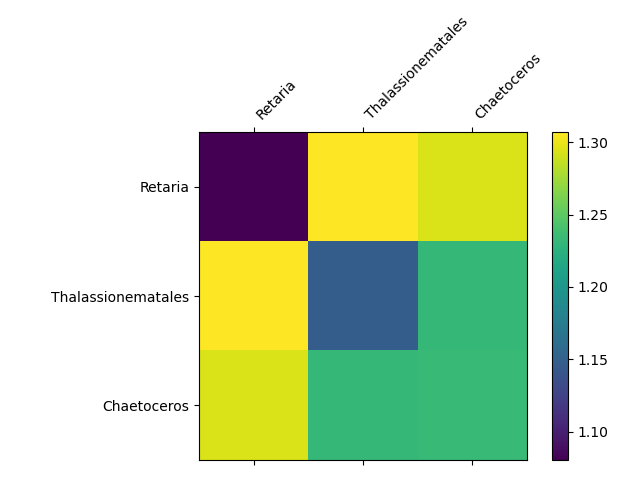 Retaria
Thalassionematales
Chaetoceros
Retaria
Thalassionematales
Chaetoceros
1.30
1.25
1.20
1.15
1.10